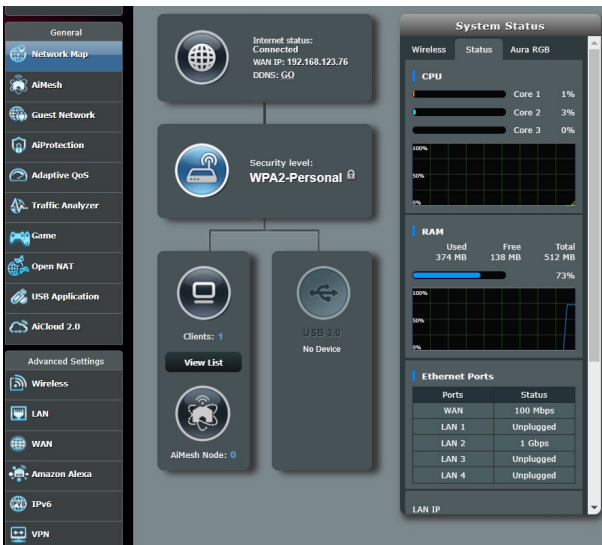 General
Network Map
AiMesh
Guest Network
AiProtection
Adaptive QoS
Traffic Analyzer
Game
Open NAT
USB Application
AiCloud 2.0
Advanced Settings
Wireless
LAN
WAN
Amazon Alexa
IPv6
VPN
Internet status:
Connected
WAN IP: 192.168.123.76
DDNS: GO
Security level:
WPA2-Personal
Clients: 1
View List
AiMesh Node: 0
USB 3.0
No Device
System Status
Wireless Status Aura RGB
CPU
Core 1 1%
Core 2 3%
Core 3 0%
100%
50%
0%
RAM
Used Free Total
374 MB 138 MB 512 MB
73%
100%
50%
0%
Ethernet Ports
Ports Status
WAN 100 Mbps
LAN 1 Unplugged
LAN 2 1 Gbps
LAN 3 Unplugged
LAN 4 Unplugged
LAN IP